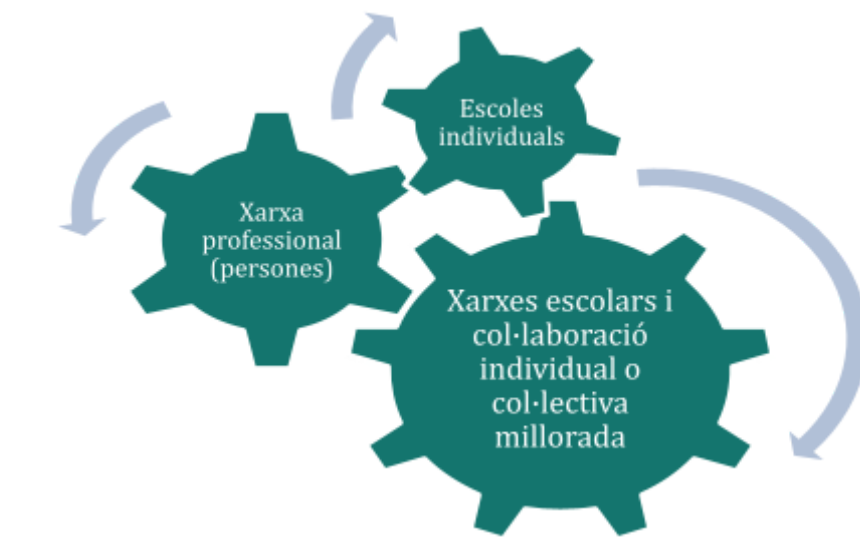 Escoles
individuals
Xarxa
professional
(persones)
Xarxes escolars i
col·laboració
individual o
col·lectiva
millorada